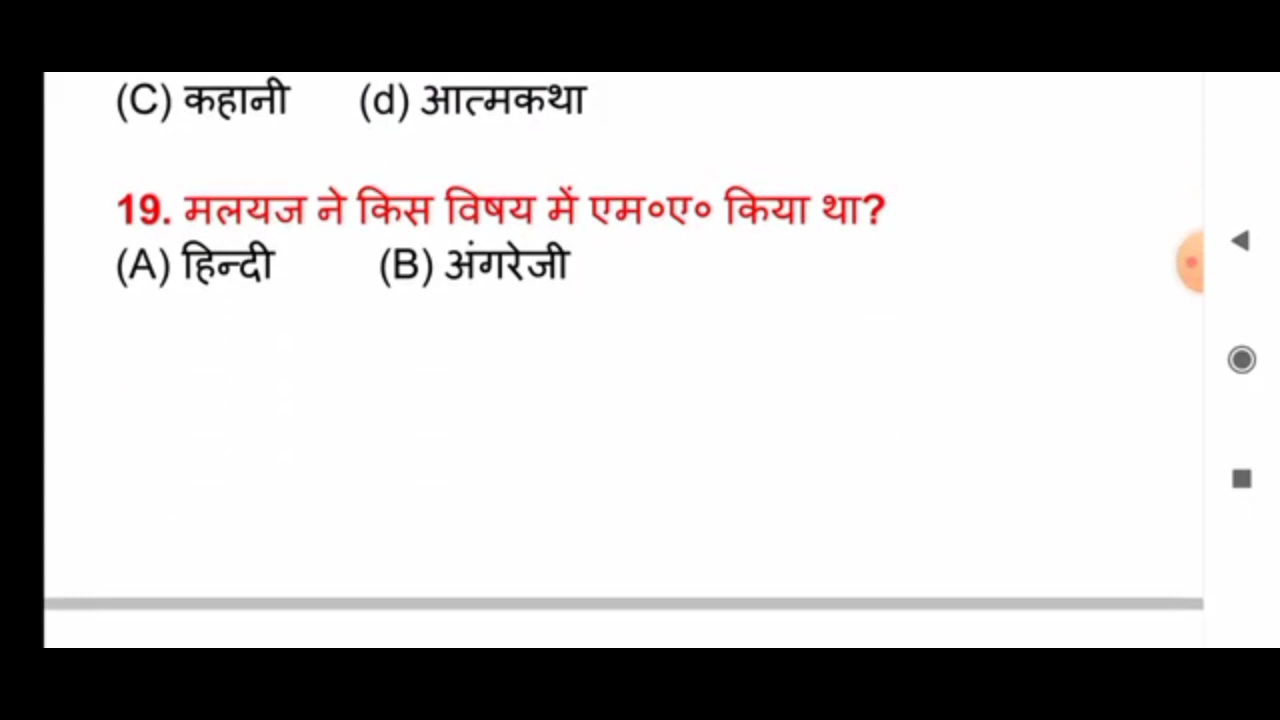 (C) कहानी (d) आत्मकथा
19. मलयज ने किस विषय में एम०ए० किया था?
(A) हिन्दी (B) अंगरेजी